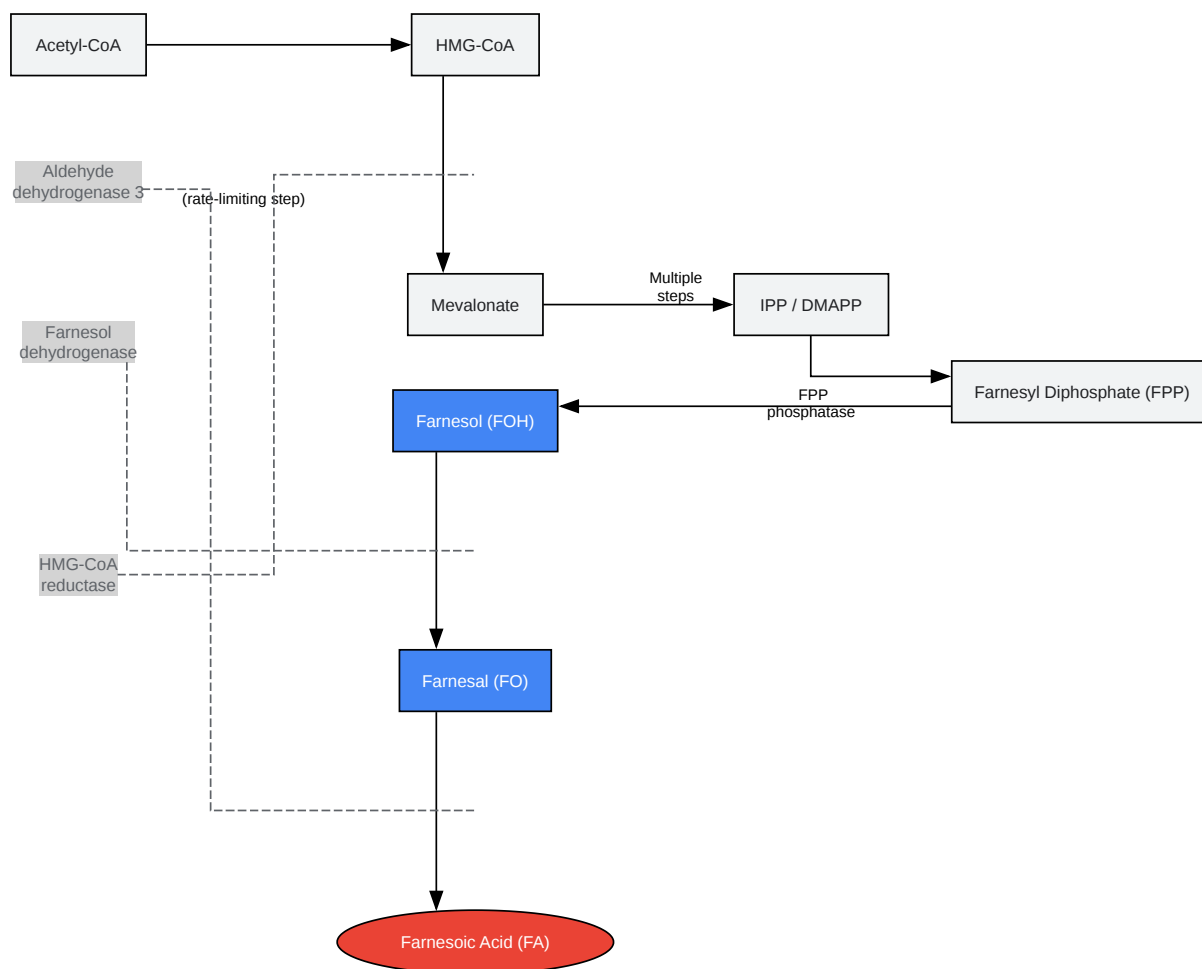 Acetyl-CoA
HMG-CoA
Aldehyde
dehydrogenase 3
(rate-limiting step)
Mevalonate
Multiple
steps
IPP / DMAPP
Farnesol
dehydrogenase
Farnesyl Diphosphate (FPP)
FPP
phosphatase
Farnesol (FOH)
HMG-CoA
reductase
Farnesal (FO)
Farnesoic Acid (FA)